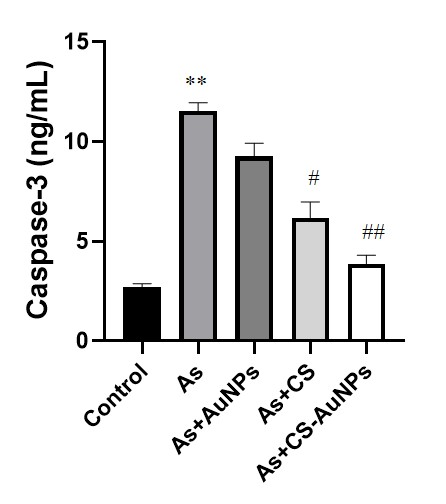 Caspase-3 (ng/mL)
15
10
5
0
**
#
##
Control
As
As+AuNPs
As+CS
As+CS-AuNPs